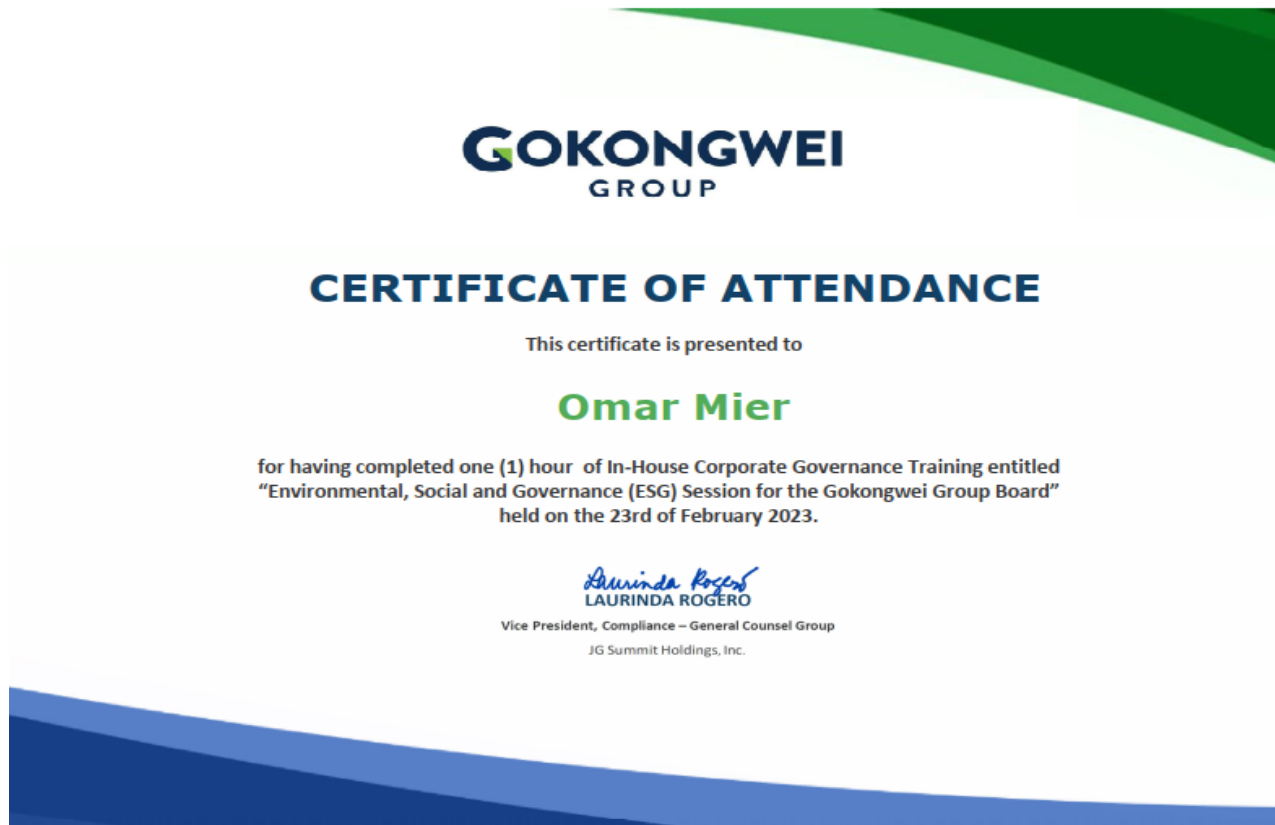 GOKONGWEI
GROUP
CERTIFICATE OF ATTENDANCE
This certificate is presented to
Omar Mier
for having completed one (1) hour of In-House Corporate Governance Training entitled
“Environmental, Social and Governance (ESG) Session for the Gokongwei Group Board”
held on the 23rd of February 2023.
Laurinda Rogero
LAURINDA ROGERO
Vice President, Compliance – General Counsel Group
JG Summit Holdings, Inc.